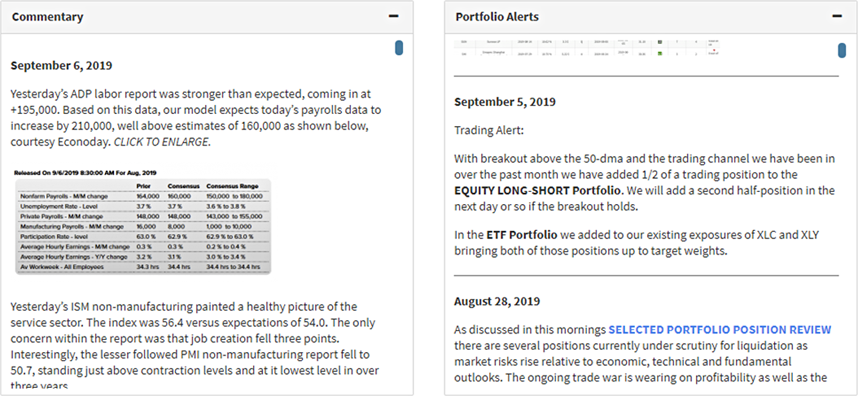 Commentary
September 6, 2019
Yesterday's ADP labor report was stronger than expected, coming in at
+195,000. Based on this data, our model expects today's payrolls data to
increase by 210,000, well above estimates of 160,000 as shown below,
courtesy Econoday. CLICK TO ENLARGE.
Released On 9/6/2019 8:30:00 AM For Aug, 2019
Prior Consensus Consensus Range
Nonfarm Payrolls - M/M change 164,000 160,000 150,000 to 180,000
Unemployment Rate - Level 3.7 % 3.7 % 3.6 % to 3.8 %
Private Payrolls - M/M change 148,000 148,000 143,000 to 155,000
Manufacturing Payrolls - M/M change 16,000 8,000 1,000 to 10,000
Participation Rate - level 63.0 % 62.9 % 62.9 % to 63.0 %
Average Hourly Earnings - M/M change 0.3 % 0.3 % 0.2 % to 0.4 %
Average Hourly Earnings - Y/Y change 3.2 % 3.1 % 3.0 % to 3.4 %
Av Workweek - All Employees 34.3 hrs 34.4 hrs 34.4 hrs to 34.4 hrs
Yesterday's ISM non-manufacturing painted a healthy picture of the
service sector. The index was 56.4 versus expectations of 54.0. The only
concern within the report was that job creation fell three points.
Interestingly, the lesser followed PMI non-manufacturing report fell to
50.7, standing just above contraction levels and at it lowest level in over
three years.
Portfolio Alerts
September 5, 2019
Trading Alert:
With breakout above the 50-dma and the trading channel we have been in
over the past month we have added 1/2 of a trading position to the
EQUITY LONG-SHORT Portfolio. We will add a second half-position in the
next day or so if the breakout holds.
In the ETF Portfolio we added to our existing exposures of XLC and XLY
bringing both of those positions up to target weights.
August 28, 2019
As discussed in this mornings SELECTED PORTFOLIO POSITION REVIEW
there are several positions currently under scrutiny for liquidation as
market risks rise relative to economic, technical and fundamental
outlooks. The ongoing trade war is wearing on profitability as well as the